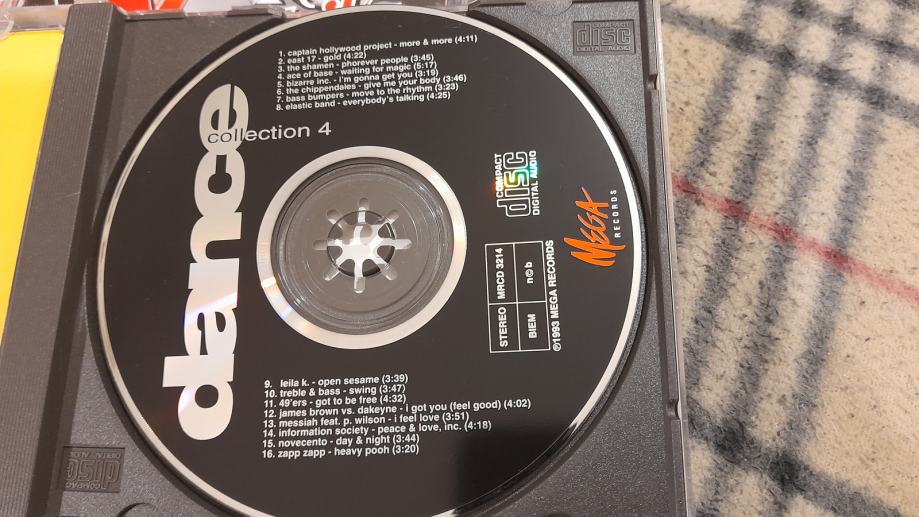 COMPACT
disc
DIGITAL AUDIO
1. captain hollywood project - more & more (4:11)
2. east 17 - gold (4:22)
3. the shamen - phorever people (3:45)
4. ace of base - waiting for magic (5:17)
5. bizarre inc. - i'm gonna get you (3:19)
6. the chippendales - give me your body (3:46)
7. bass bumpers - move to the rhythm (3:23)
8. elastic band - everybody's talking (4:25)
dance
collection 4
COMPACT
disc
DIGITAL AUDIO
MEGA
RECORDS
STEREO
MRCD 3214
BIEM
n©b
℗1993 MEGA RECORDS
9. leila k. - open sesame (3:39)
10. treble & bass - swing (3:47)
11. 49'ers - got to be free (4:32)
12. james brown vs. dakeyne - i got you (feel good) (4:02)
13. messiah feat. p. wilson - i feel love (3:51)
14. information society - peace & love, inc. (4:18)
15. novecento - day & night (3:44)
16. zapp zapp - heavy pooh (3:20)
COMPACT
disc
DIGITAL AUDIO